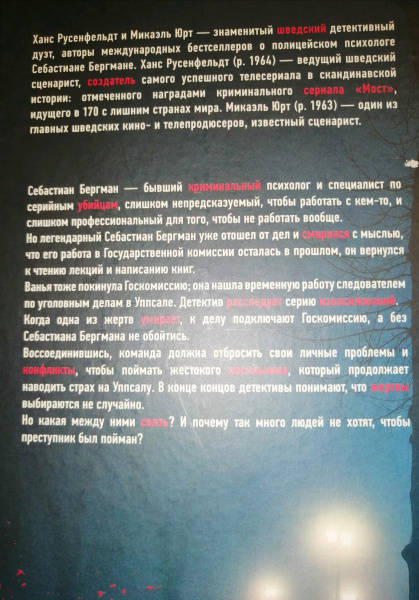 Ханс Русенфельдт и Микаэль Юрт — знаменитый шведский детективный
дуэт, авторы международных бестселлеров о полицейском психологе
Себастиане Бергмане. Ханс Русенфельдт (р. 1964) — ведущий шведский
сценарист, создатель самого успешного телесериала в скандинавской
истории: отмеченного наградами криминального сериала «Мост»,
идущего в 170 с лишним странах мира. Микаэль Юрт (р. 1963) — один из
главных шведских кино- и телепродюсеров, известный сценарист.
Себастиан Бергман — бывший криминальный психолог и специалист по
серийным убийцам, слишком непредсказуемый, чтобы работать с кем-то, и
слишком профессиональный для того, чтобы не работать вообще.
Но легендарный Себастиан Бергман уже отошел от дел и смирился с мыслью,
что его работа в Государственной комиссии осталась в прошлом, он вернулся
к чтению лекций и написанию книг.
Ванья тоже покинула Госкомиссию; она нашла временную работу следователем
по уголовным делам в Уппсале. Детектив расследует серию изнасилований.
Когда одна из жертв умирает, к делу подключают Госкомиссию, а без
Себастиана Бергмана не обойтись.
Воссоединившись, команда должна отбросить свои личные проблемы и
конфликты, чтобы поймать жестокого насильника, который продолжает
наводить страх на Уппсалу. В конце концов детективы понимают, что жертвы
выбираются не случайно.
Но какая между ними связь? И почему так много людей не хотят, чтобы
преступник был пойман?